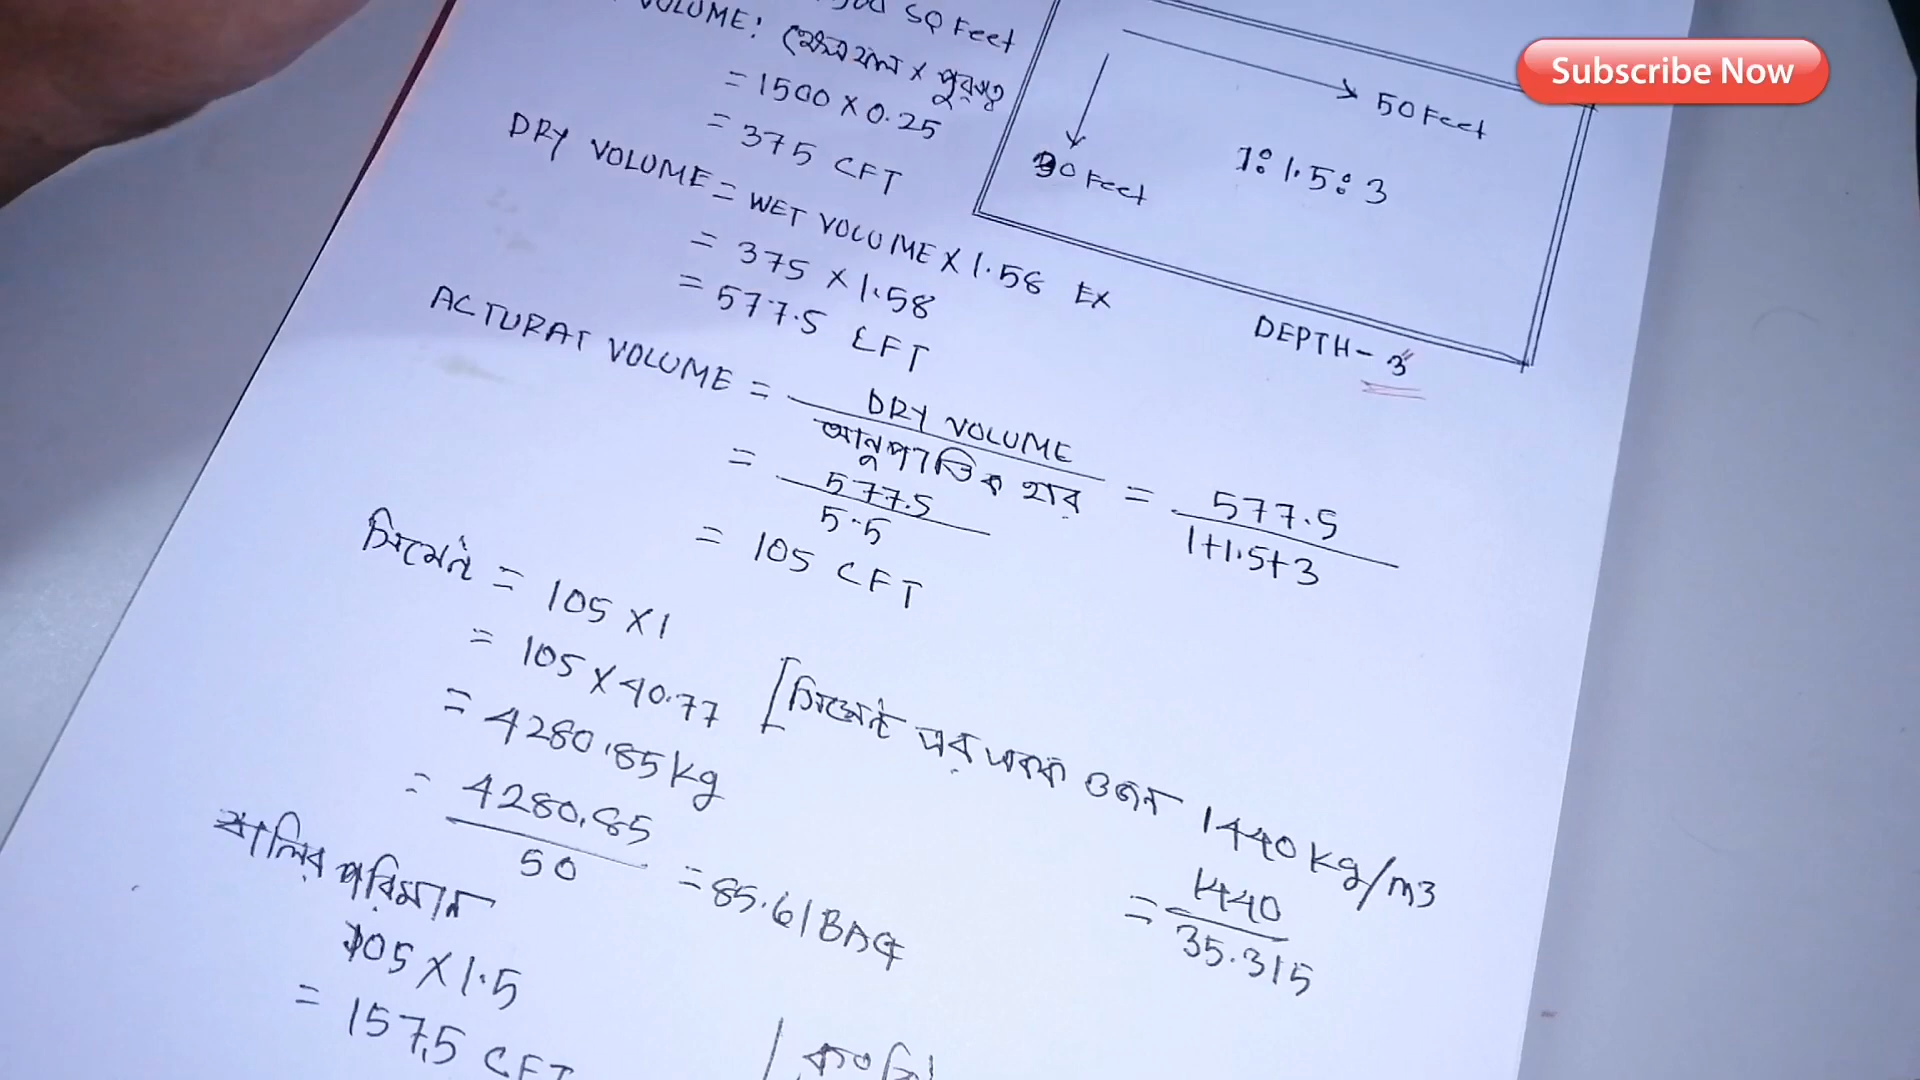 SQ Feet
VOLUME: ক্ষেত্রফল × পুরুত্ব
= 1500 × 0.25
= 375 CFT
DRY VOLUME = WET VOLUME × 1.58 EX
= 375 × 1.58
= 577.5 CFT
ACTURAT VOLUME = DRY VOLUME / আনুপাতিক হার = 577.5 / 1+1.5+3
= 577.5 / 5.5
= 105 CFT
সিমেন্ট = 105 × 1
= 105 × 40.77 [সিমেন্ট এর একক ওজন 1440 kg/m3
= 4280.85 kg
= 1440 / 35.315
= 4280.85 / 50 = 85.61 BAG
বালির পরিমান
105 × 1.5
= 157.5 CFT
50 Feet
30 Feet
1:1.5:3
DEPTH - 3"
Subscribe Now